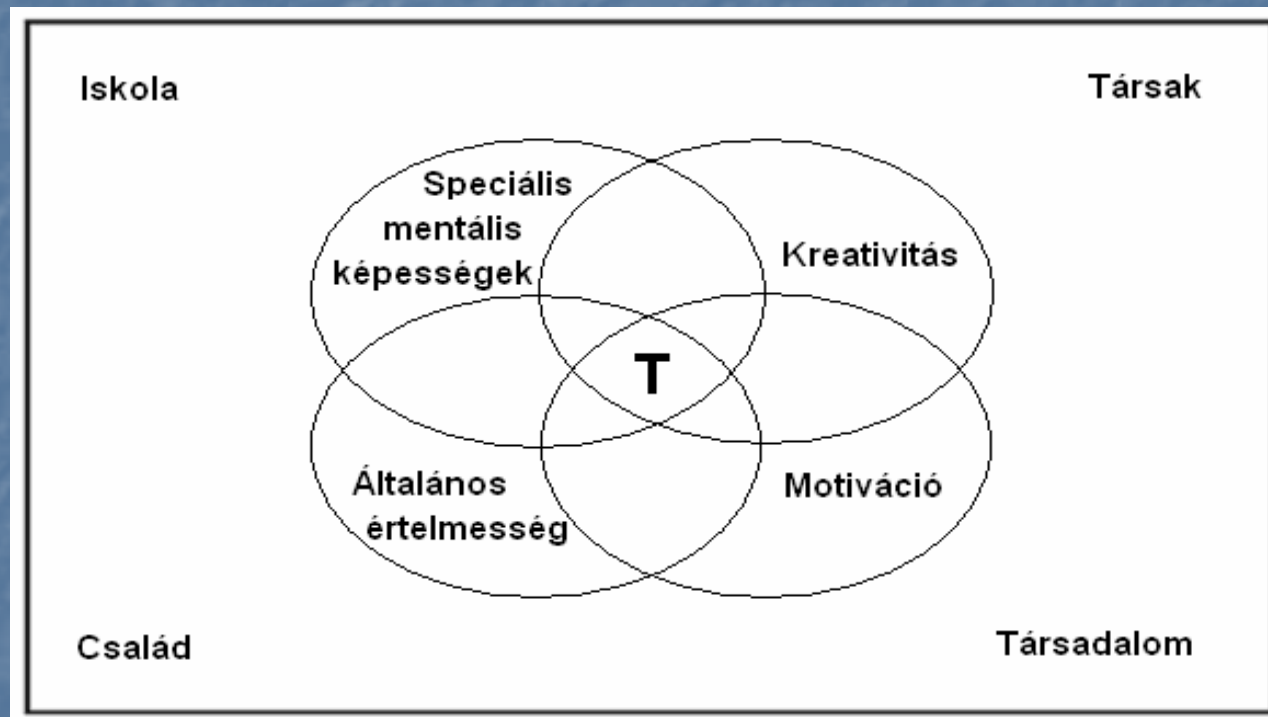 Iskola
Társak
Speciális
mentális
képességek
Kreativitás
T
Általános
értelmesség
Motiváció
Család
Társadalom